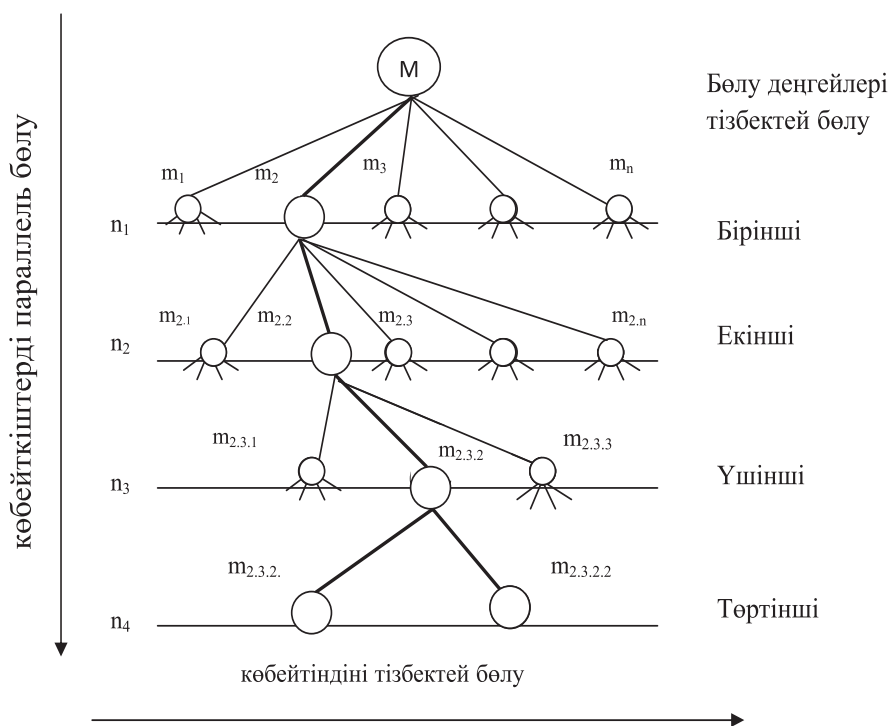 М
Бөлу деңгейлері
тізбектей бөлу
көбейткіштерді параллель бөлу
m1
m2
m3
mn
n1
Бірінші
m2.1
m2.2
m2.3
m2.n
n2
Екінші
m2.3.1
m2.3.2
m2.3.3
n3
Үшінші
m2.3.2.
m2.3.2.2
n4
Төртінші
көбейтіндіні тізбектей бөлу